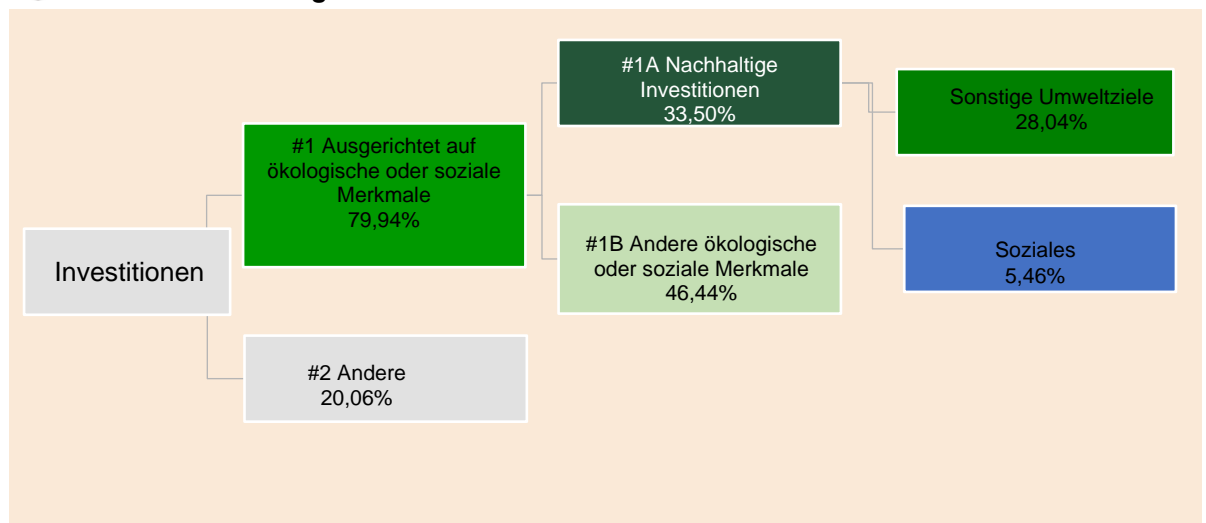 #1A Nachhaltige
Investitionen
33,50%
Sonstige Umweltziele
28,04%
#1 Ausgerichtet auf
ökologische oder soziale
Merkmale
79,94%
#1B Andere ökologische
oder soziale Merkmale
46,44%
Soziales
5,46%
Investitionen
#2 Andere
20,06%